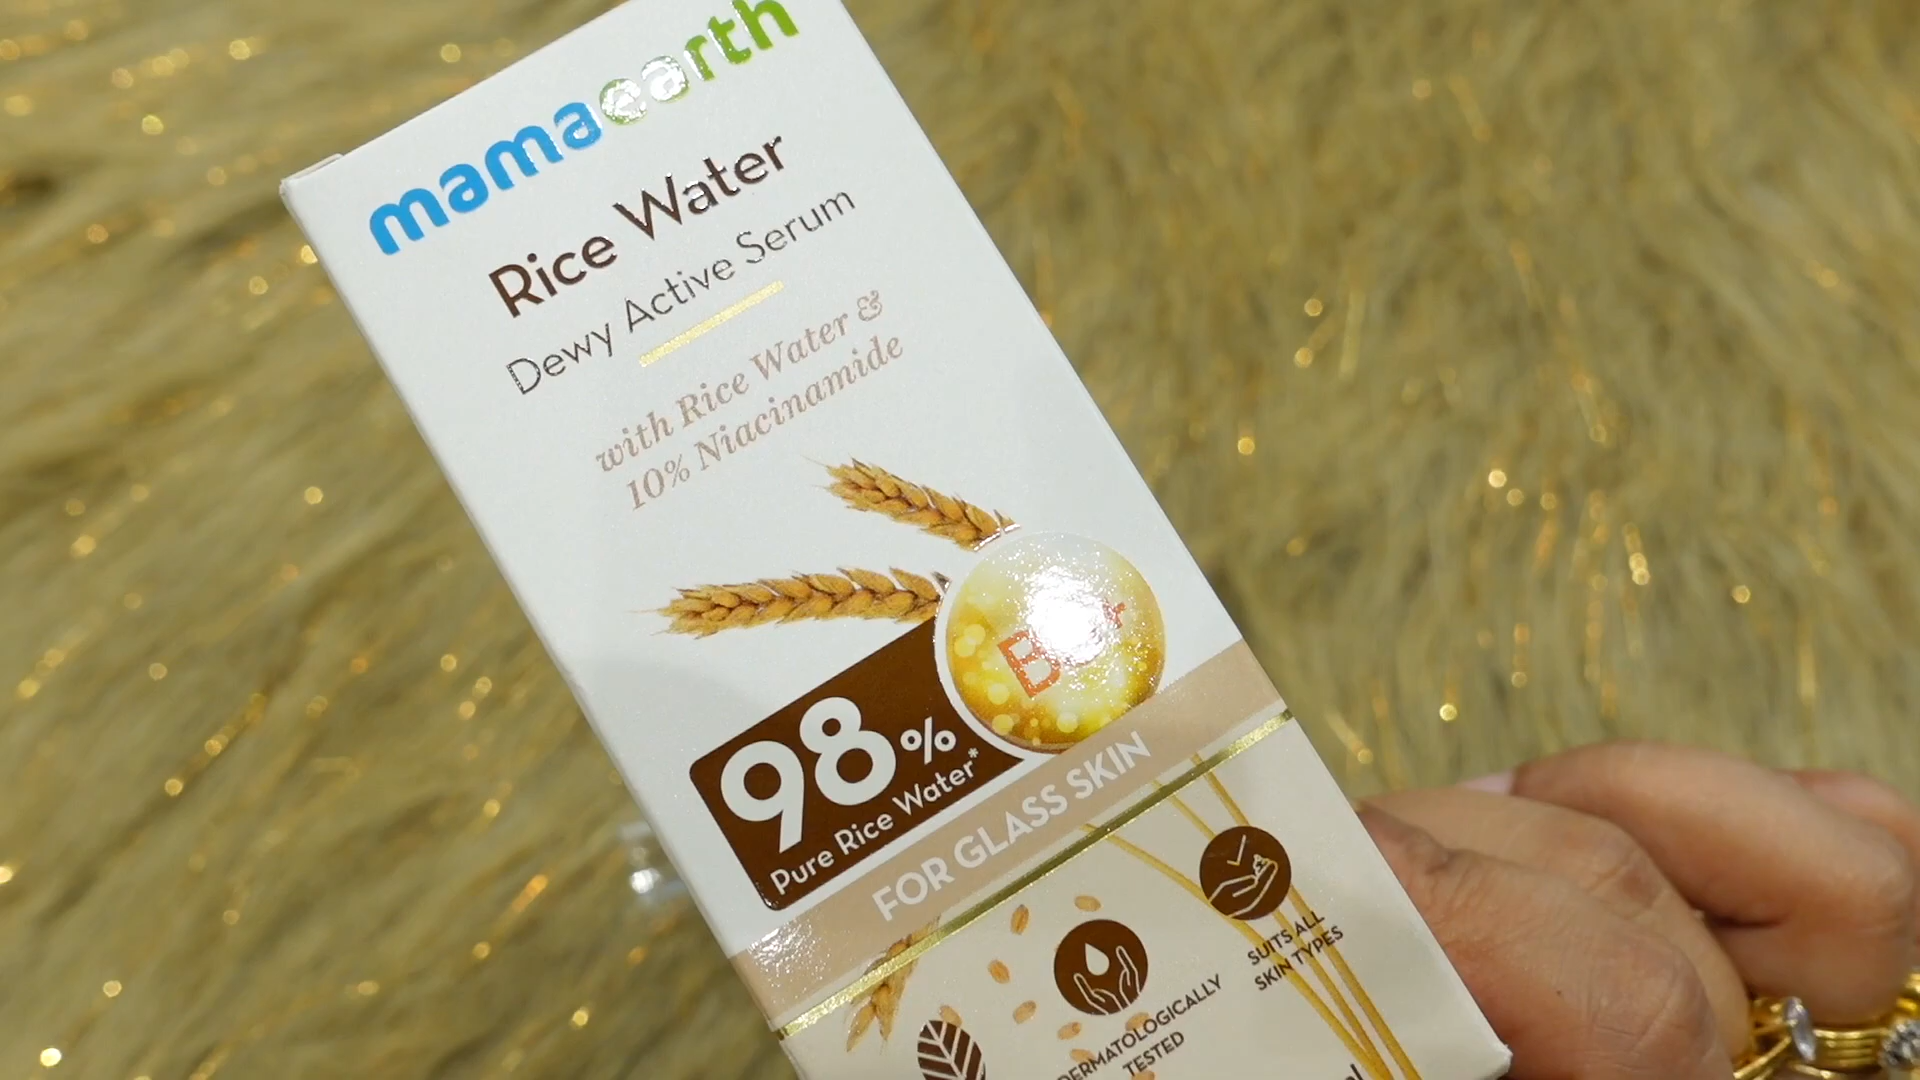 mamaearth
Rice Water
Dewy Active Serum
with Rice Water &
10% Niacinamide
98%
Pure Rice Water*
FOR GLASS SKIN
SUITS ALL
SKIN TYPES
DERMATOLOGICALLY
TESTED